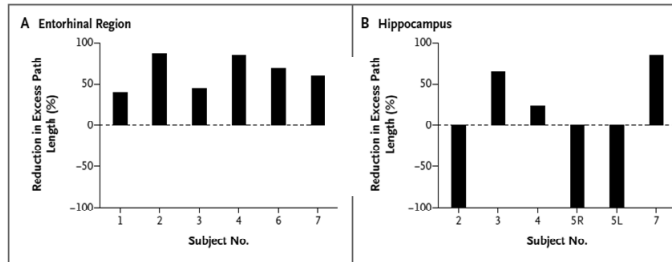 A Entorhinal Region
Reduction in Excess Path
Length (%)
100
50
0
−50
−100
1 2 3 4 6 7
Subject No.
B Hippocampus
Reduction in Excess Path
Length (%)
100
50
0
−50
−100
2 3 4 5R 5L 7
Subject No.